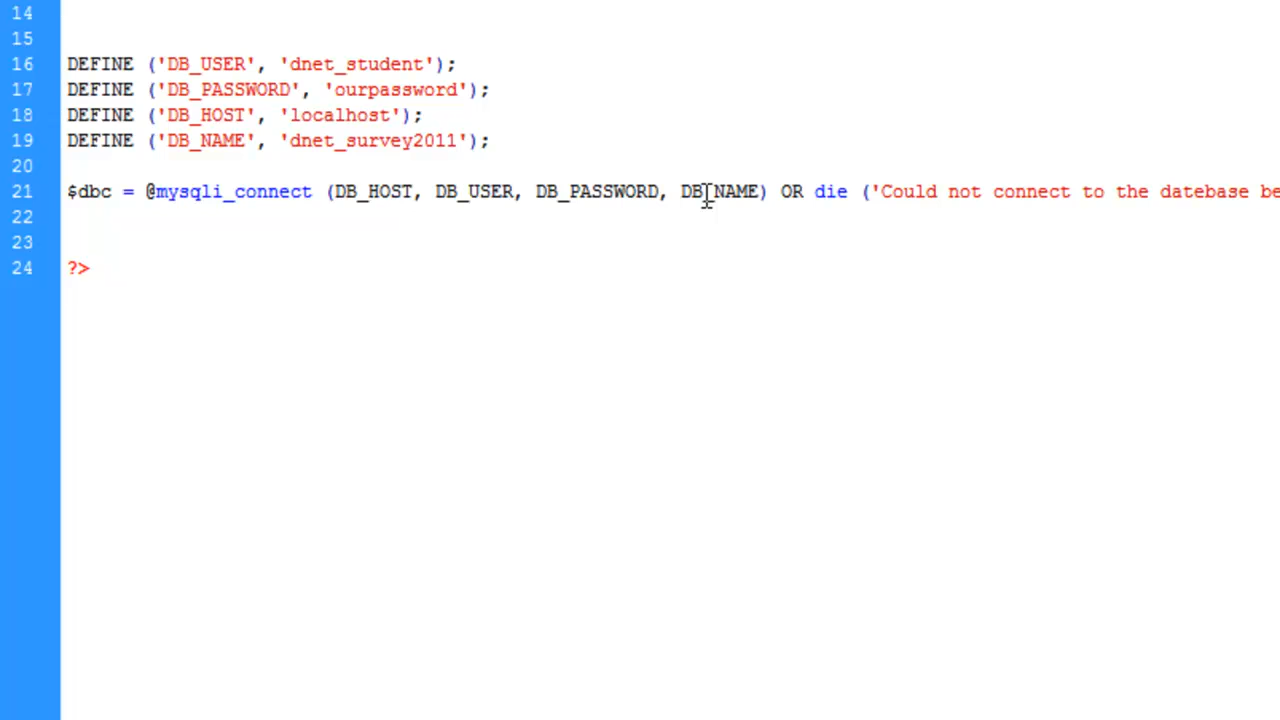 14
15
16 DEFINE ('DB_USER', 'dnet_student');
17 DEFINE ('DB_PASSWORD', 'ourpassword');
18 DEFINE ('DB_HOST', 'localhost');
19 DEFINE ('DB_NAME', 'dnet_survey2011');
20
21 $dbc = @mysqli_connect (DB_HOST, DB_USER, DB_PASSWORD, DB_NAME) OR die ('Could not connect to the datebase be
22
23
24 ?>